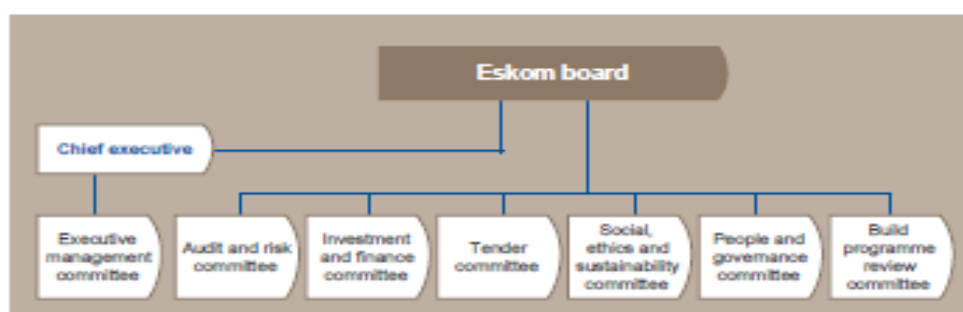 Eskom board
Chief executive
Executive
management
committee
Audit and risk
committee
Investment
and finance
committee
Tender
committee
Social,
ethics and
sustainability
committee
People and
governance
committee
Build
programme
review
committee